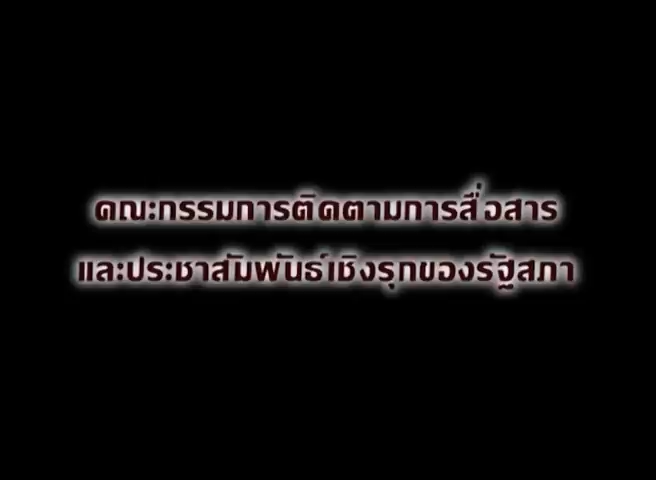 คณะกรรมการติดตามการสื่อสาร
และประชาสัมพันธ์เชิงรุกของรัฐสภา